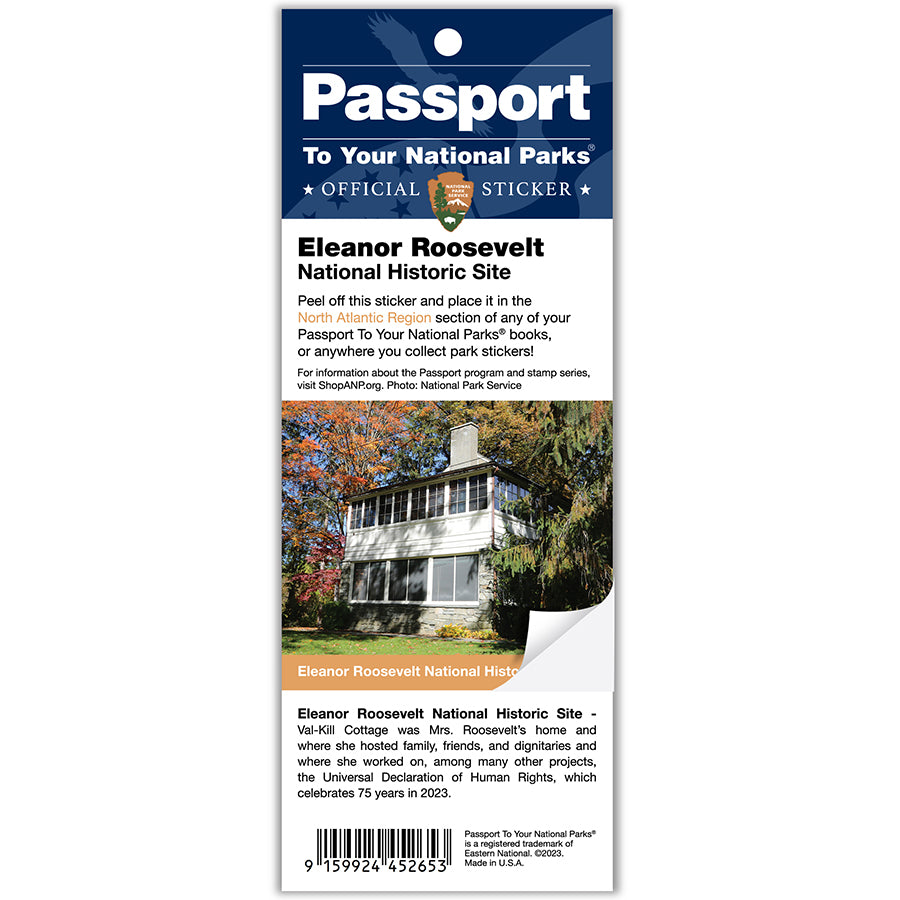 Passport
To Your National Parks®
★ OFFICIAL STICKER ★
NATIONAL
PARK
SERVICE
Eleanor Roosevelt
National Historic Site
Peel off this sticker and place it in the
North Atlantic Region section of any of your
Passport To Your National Parks® books,
or anywhere you collect park stickers!
For information about the Passport program and stamp series,
visit ShopANP.org. Photo: National Park Service
Eleanor Roosevelt National Histo
Eleanor Roosevelt National Historic Site -
Val-Kill Cottage was Mrs. Roosevelt's home and
where she hosted family, friends, and dignitaries and
where she worked on, among many other projects,
the Universal Declaration of Human Rights, which
celebrates 75 years in 2023.
9 159924 452653
Passport To Your National Parks®
is a registered trademark of
Eastern National. ©2023.
Made in U.S.A.